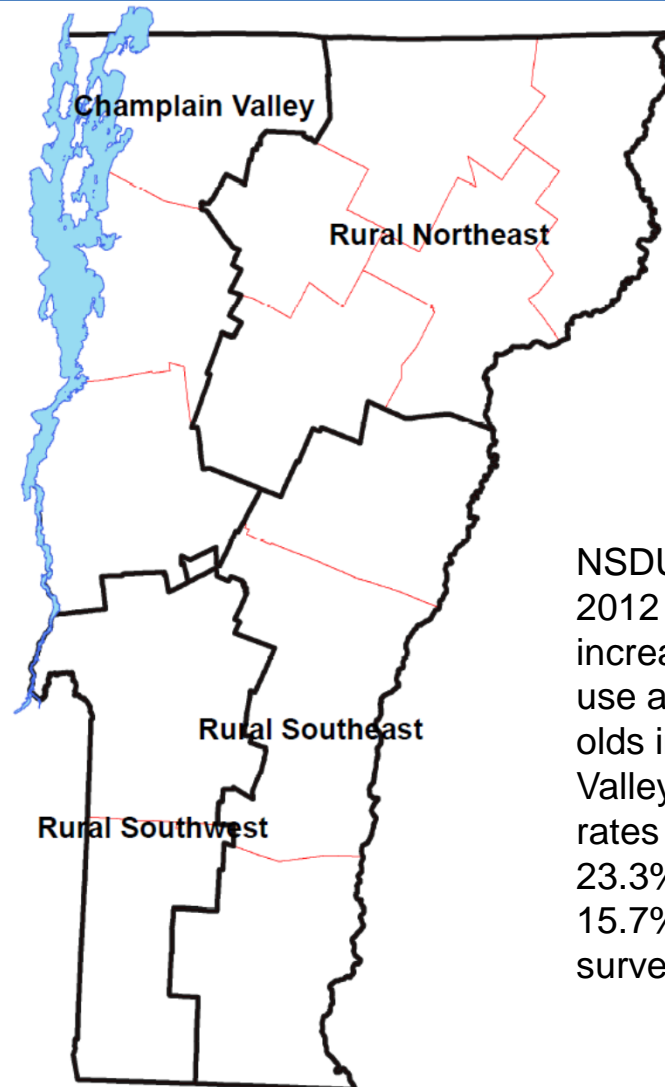 Champlain Valley
Rural Northeast
Rural Southeast
Rural Southwest
NSDU
2012
increa
use a
olds i
Valley
rates
23.3%
15.7%
surve